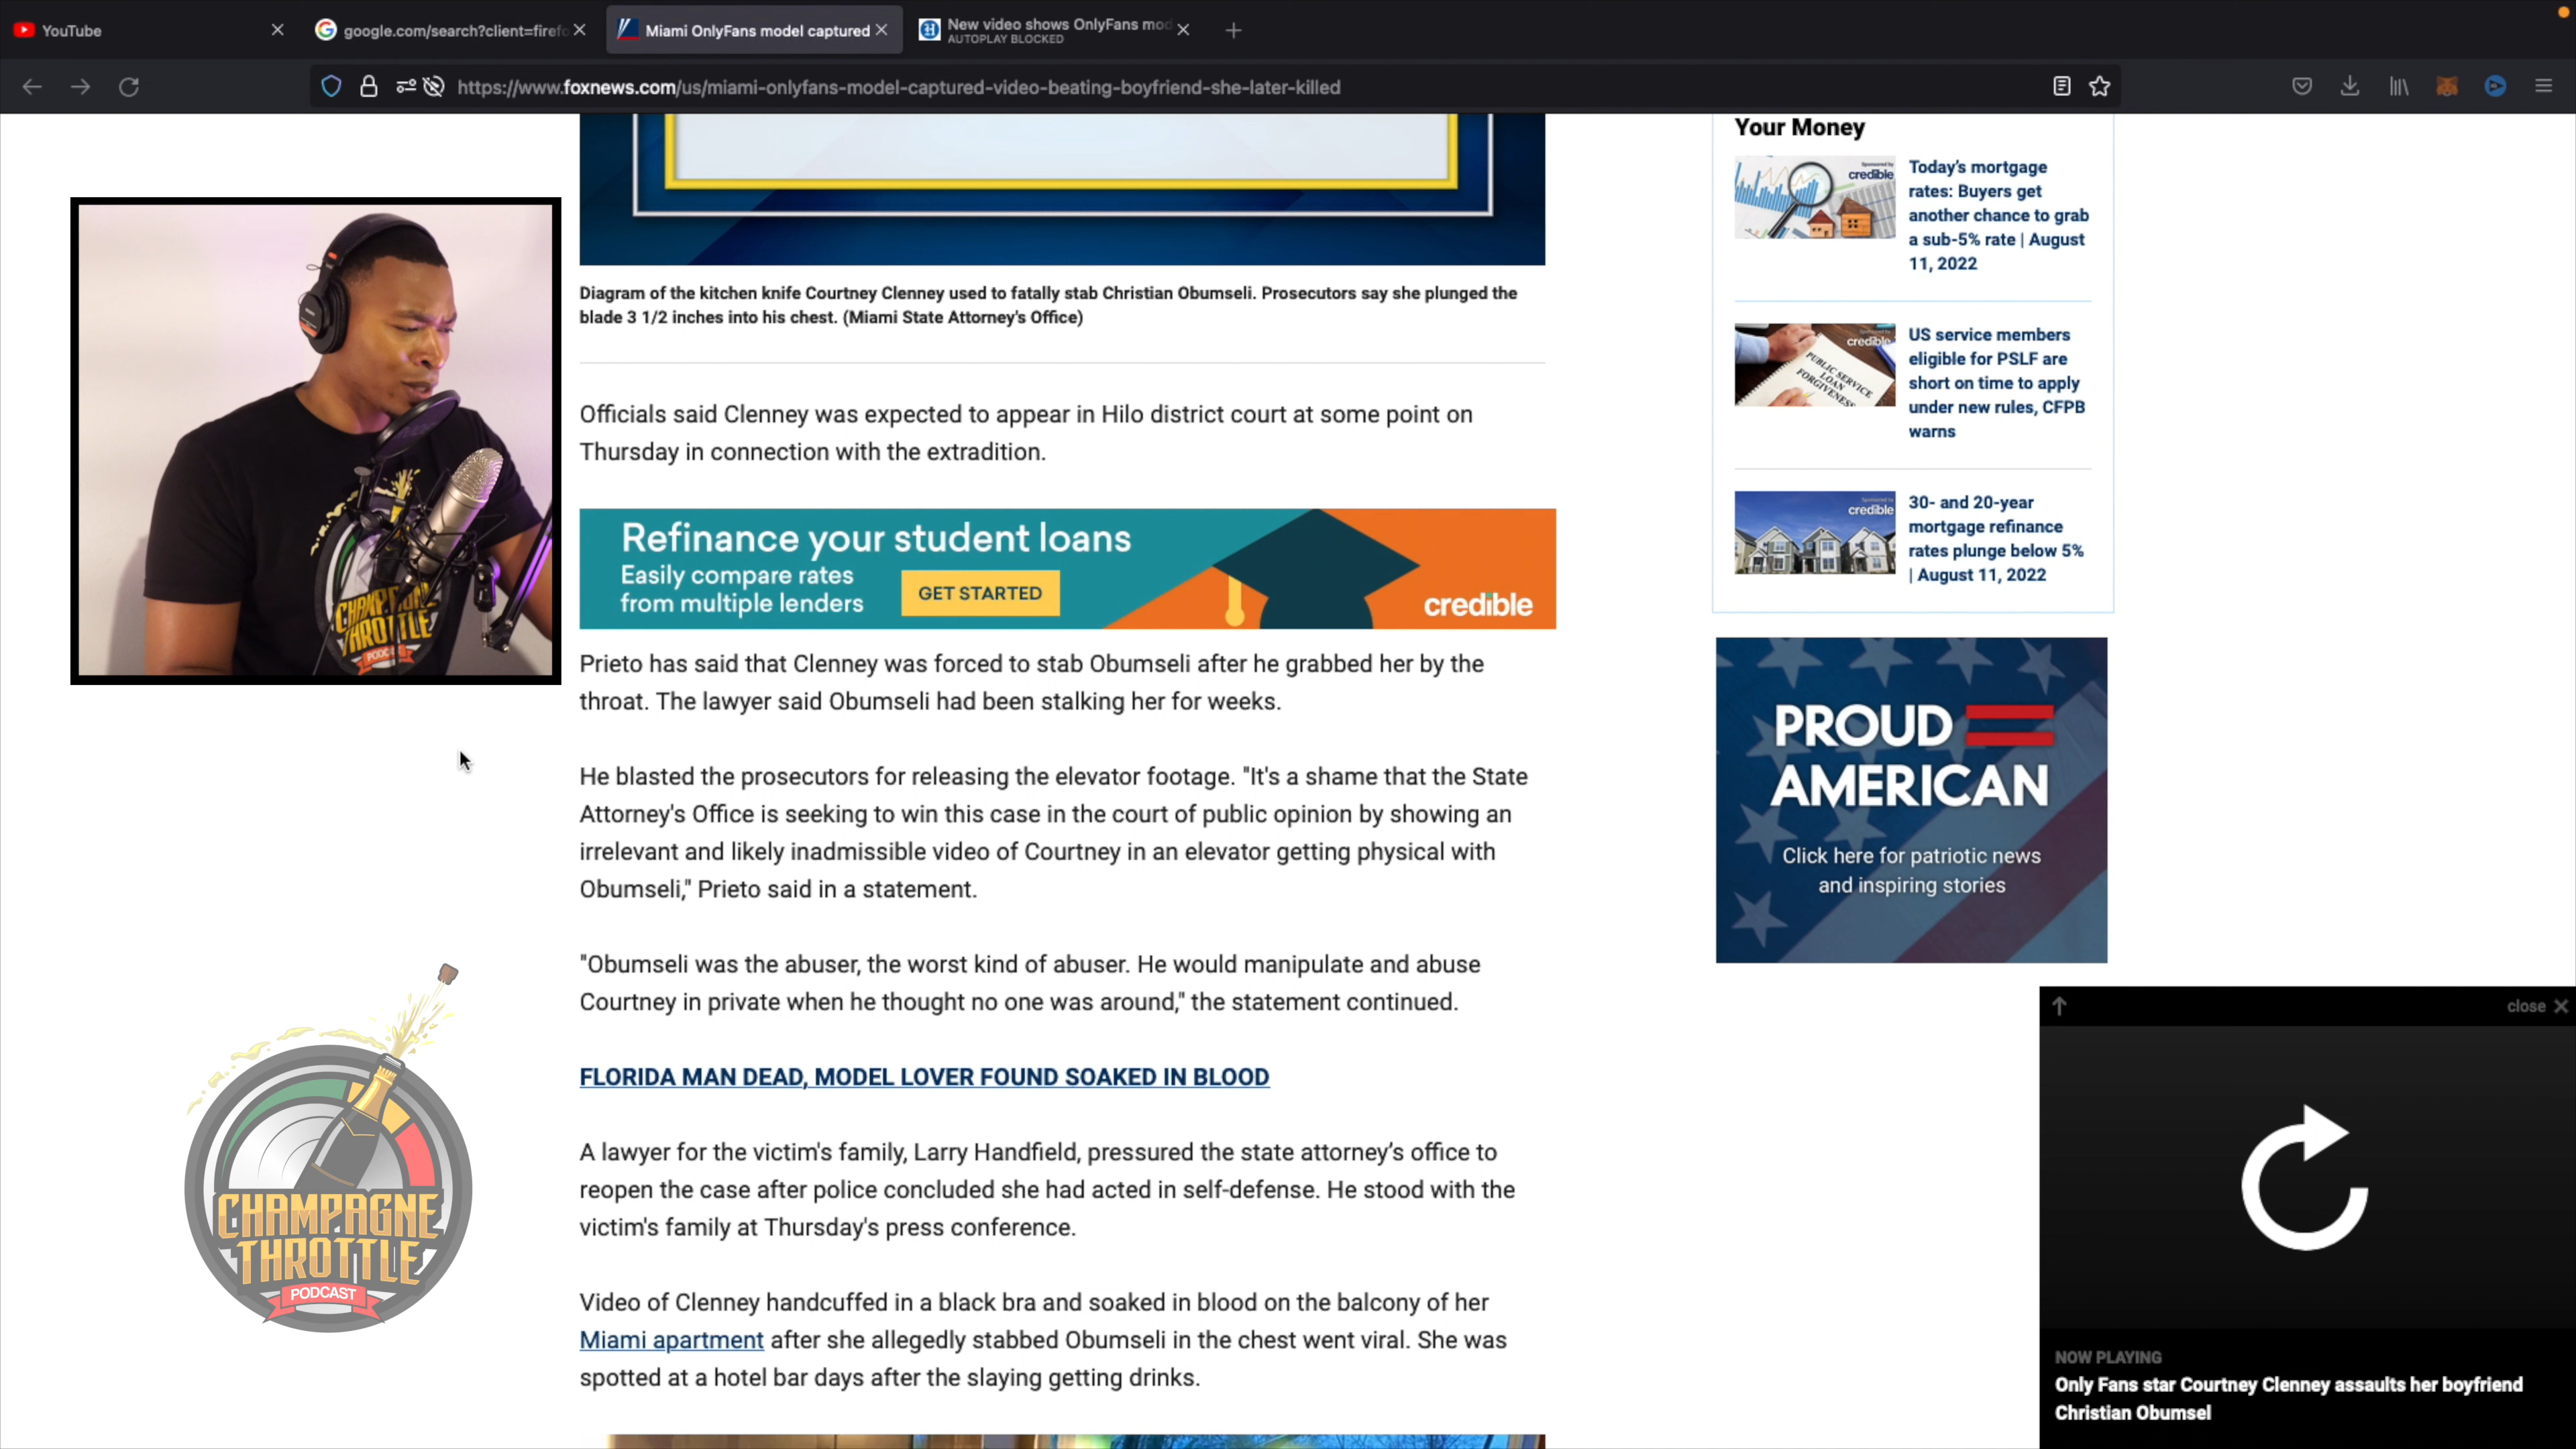 YouTube
google.com/search?client=firefo
Miami OnlyFans model captured
New video shows OnlyFans mod
AUTOPLAY BLOCKED
https://www.foxnews.com/us/miami-onlyfans-model-captured-video-beating-boyfriend-she-later-killed
Diagram of the kitchen knife Courtney Clenney used to fatally stab Christian Obumseli. Prosecutors say she plunged the
blade 3 1/2 inches into his chest. (Miami State Attorney's Office)
Officials said Clenney was expected to appear in Hilo district court at some point on
Thursday in connection with the extradition.
Refinance your student loans
Easily compare rates
from multiple lenders
GET STARTED
credible
Prieto has said that Clenney was forced to stab Obumseli after he grabbed her by the
throat. The lawyer said Obumseli had been stalking her for weeks.
He blasted the prosecutors for releasing the elevator footage. "It's a shame that the State
Attorney's Office is seeking to win this case in the court of public opinion by showing an
irrelevant and likely inadmissible video of Courtney in an elevator getting physical with
Obumseli," Prieto said in a statement.
"Obumseli was the abuser, the worst kind of abuser. He would manipulate and abuse
Courtney in private when he thought no one was around," the statement continued.
FLORIDA MAN DEAD, MODEL LOVER FOUND SOAKED IN BLOOD
A lawyer for the victim's family, Larry Handfield, pressured the state attorney’s office to
reopen the case after police concluded she had acted in self-defense. He stood with the
victim's family at Thursday's press conference.
Video of Clenney handcuffed in a black bra and soaked in blood on the balcony of her
Miami apartment after she allegedly stabbed Obumseli in the chest went viral. She was
spotted at a hotel bar days after the slaying getting drinks.
CHAMPAGNE
THROTTLE
PODCAST
CHAMPAGNE
THROTTLE
PODCAST
Your Money
Sponsored by
credible
Today’s mortgage
rates: Buyers get
another chance to grab
a sub-5% rate | August
11, 2022
credible
PUBLIC SERVICE
LOAN
FORGIVENESS
US service members
eligible for PSLF are
short on time to apply
under new rules, CFPB
warns
Sponsored by
credible
30- and 20-year
mortgage refinance
rates plunge below 5%
| August 11, 2022
PROUD
AMERICAN
Click here for patriotic news
and inspiring stories
close
NOW PLAYING
Only Fans star Courtney Clenney assaults her boyfriend
Christian Obumsel